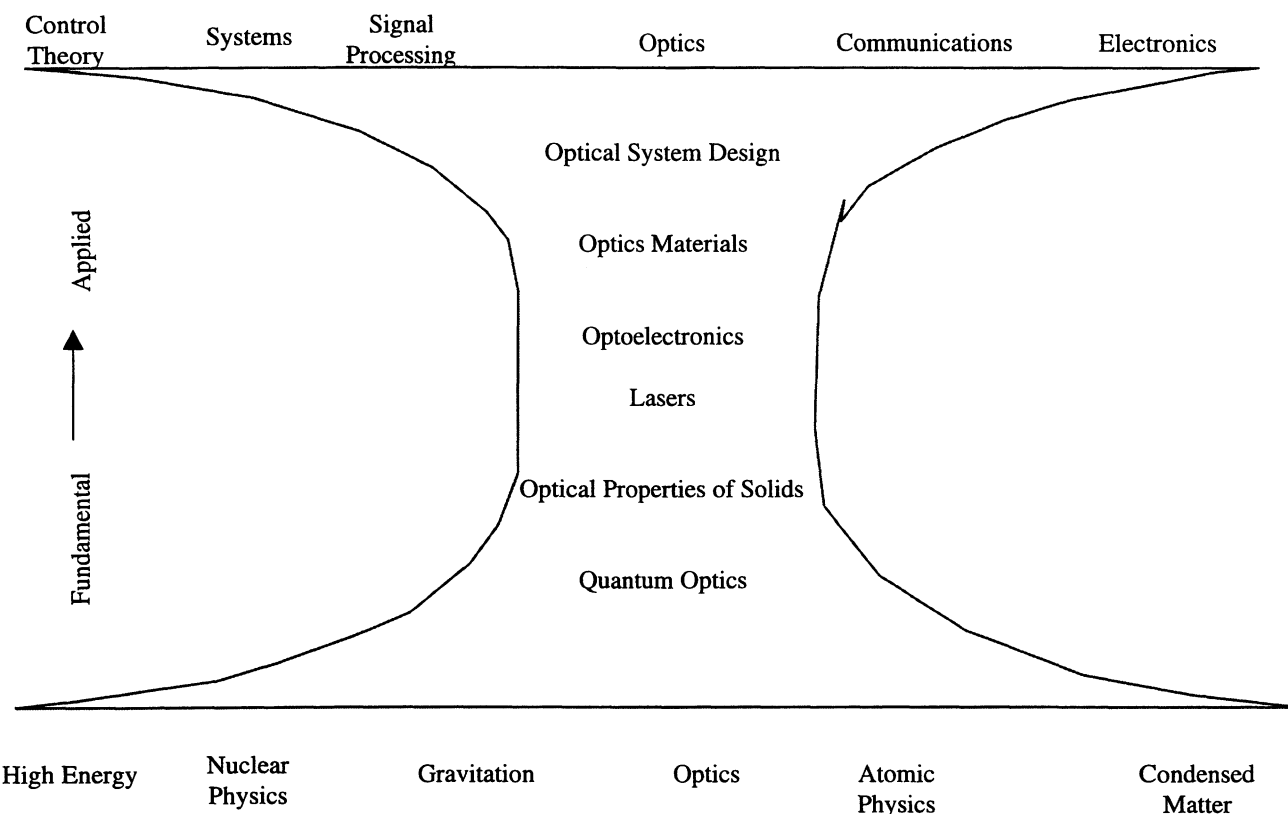 Control
Theory
Systems
Signal
Processing
Optics
Communications
Electronics
Optical System Design
Optics Materials
Optoelectronics
Lasers
Optical Properties of Solids
Quantum Optics
Applied
Fundamental
High Energy
Nuclear
Physics
Gravitation
Optics
Atomic
Physics
Condensed
Matter